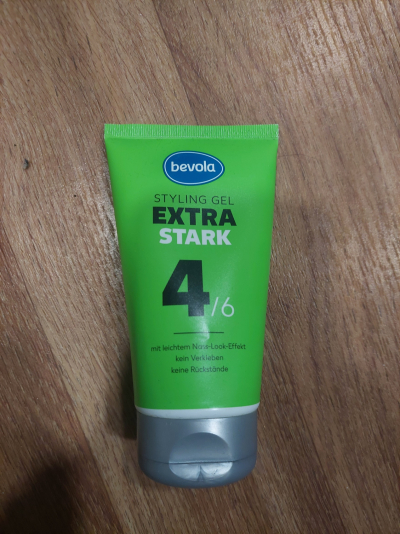 bevola
STYLING GEL
EXTRA
STARK
4/6
mit leichtem Nass-Look-Effekt
kein Verkleben
keine Rückstände